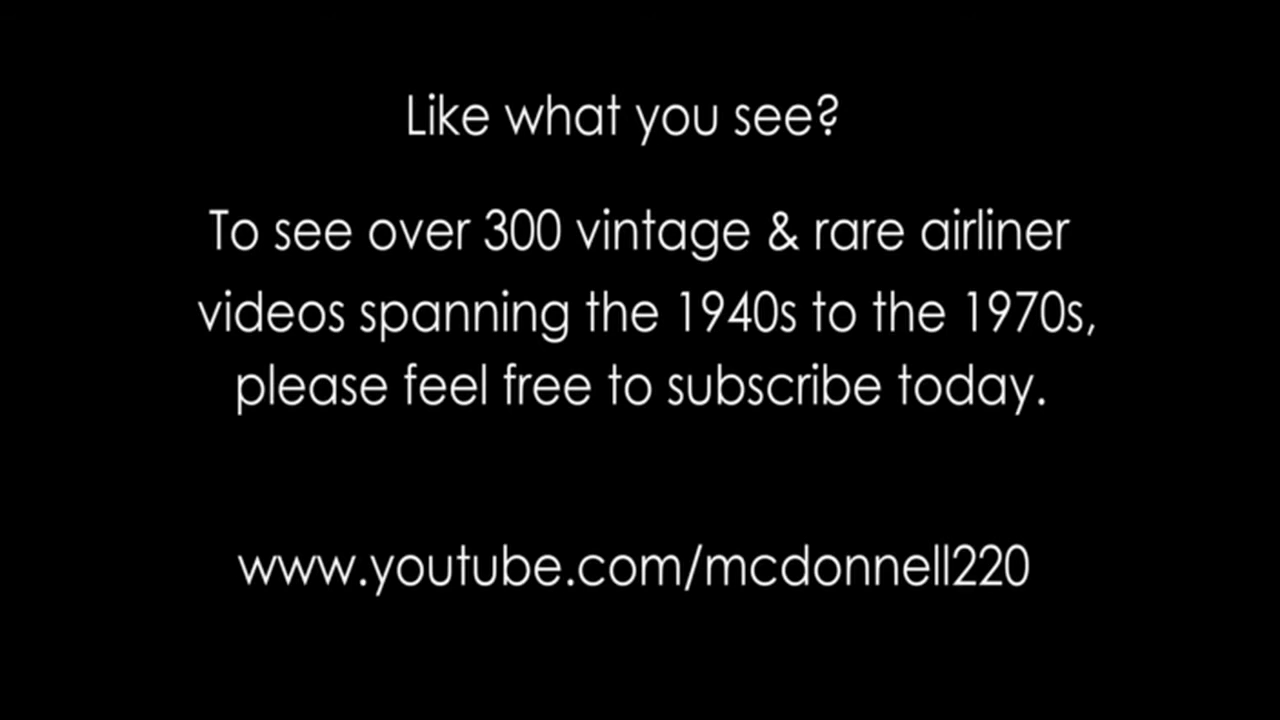 Like what you see?
To see over 300 vintage & rare airliner
videos spanning the 1940s to the 1970s,
please feel free to subscribe today.
www.youtube.com/mcdonnell220